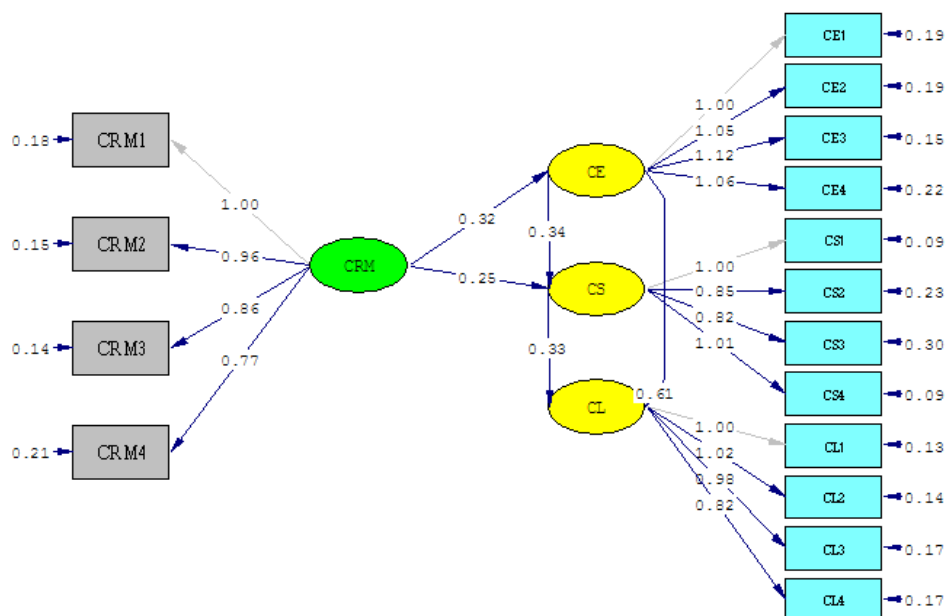 CE1
0.19
CE2
0.19
CE3
0.15
CE4
0.22
CS1
0.09
CS2
0.23
CS3
0.30
CS4
0.09
CL1
0.13
CL2
0.14
CL3
0.17
CL4
0.17
0.18
CRM1
0.15
CRM2
0.14
CRM3
0.21
CRM4
1.00
0.96
0.86
0.77
CRM
0.32
0.25
CE
0.34
CS
0.33
CL
0.61
1.00
1.05
1.12
1.06
1.00
0.85
0.82
1.01
1.00
1.02
0.98
0.82